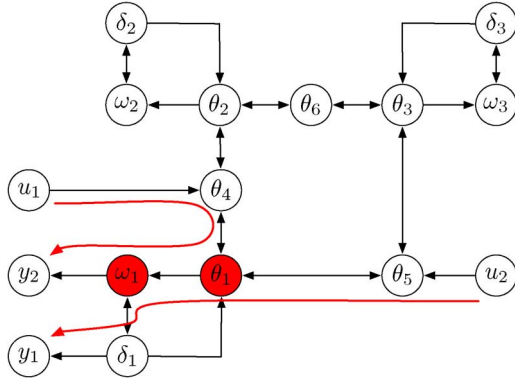 δ₂ δ₃
ω₂ θ₂ θ₆ θ₃ ω₃
u₁ θ₄
y₂ ω₁ θ₁ θ₅ u₂
y₁ δ₁